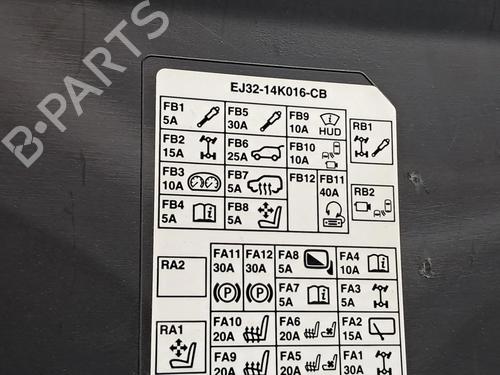 B-PARTS
EJ32-14K016-CB
FB1 5A
FB5 30A
FB9 10A HUD
RB1
FB2 15A
FB6 25A
FB10 10A
FB3 10A
FB7 5A
FB12
FB11 40A
RB2
FB4 5A
FB8 5A
RA2
FA11 30A
FA12 30A
FA8 5A
FA4 10A
FA7 5A
FA3 5A
RA1
FA10 20A
FA6 20A
FA2 15A
FA9 20A
FA5 20A
FA1 30A